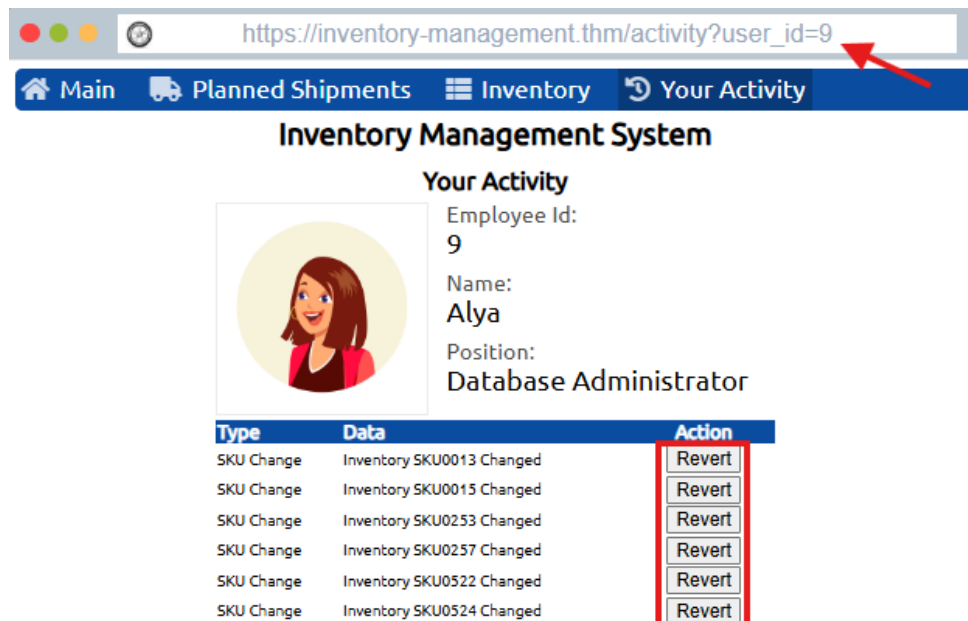 https://inventory-management.thm/activity?user_id=9
Main Planned Shipments Inventory Your Activity
Inventory Management System
Your Activity
Employee Id:
9
Name:
Alya
Position:
Database Administrator
Type Data Action
SKU Change Inventory SKU0013 Changed Revert
SKU Change Inventory SKU0015 Changed Revert
SKU Change Inventory SKU0253 Changed Revert
SKU Change Inventory SKU0257 Changed Revert
SKU Change Inventory SKU0522 Changed Revert
SKU Change Inventory SKU0524 Changed Revert